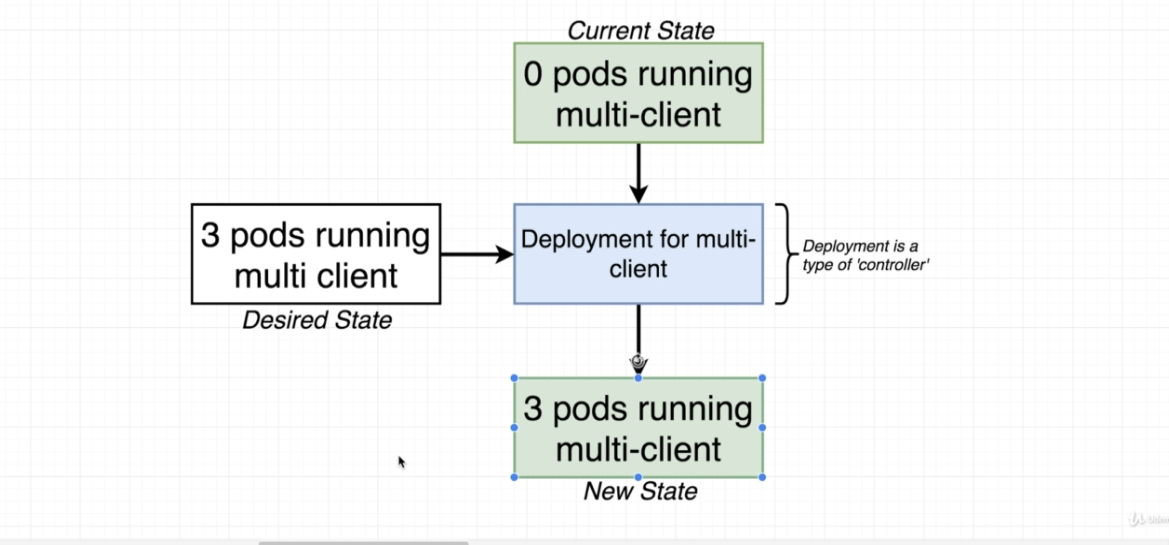 Current State
0 pods running
multi-client
3 pods running
multi client
Desired State
Deployment for multi-
client
Deployment is a
type of 'controller'
3 pods running
multi-client
New State